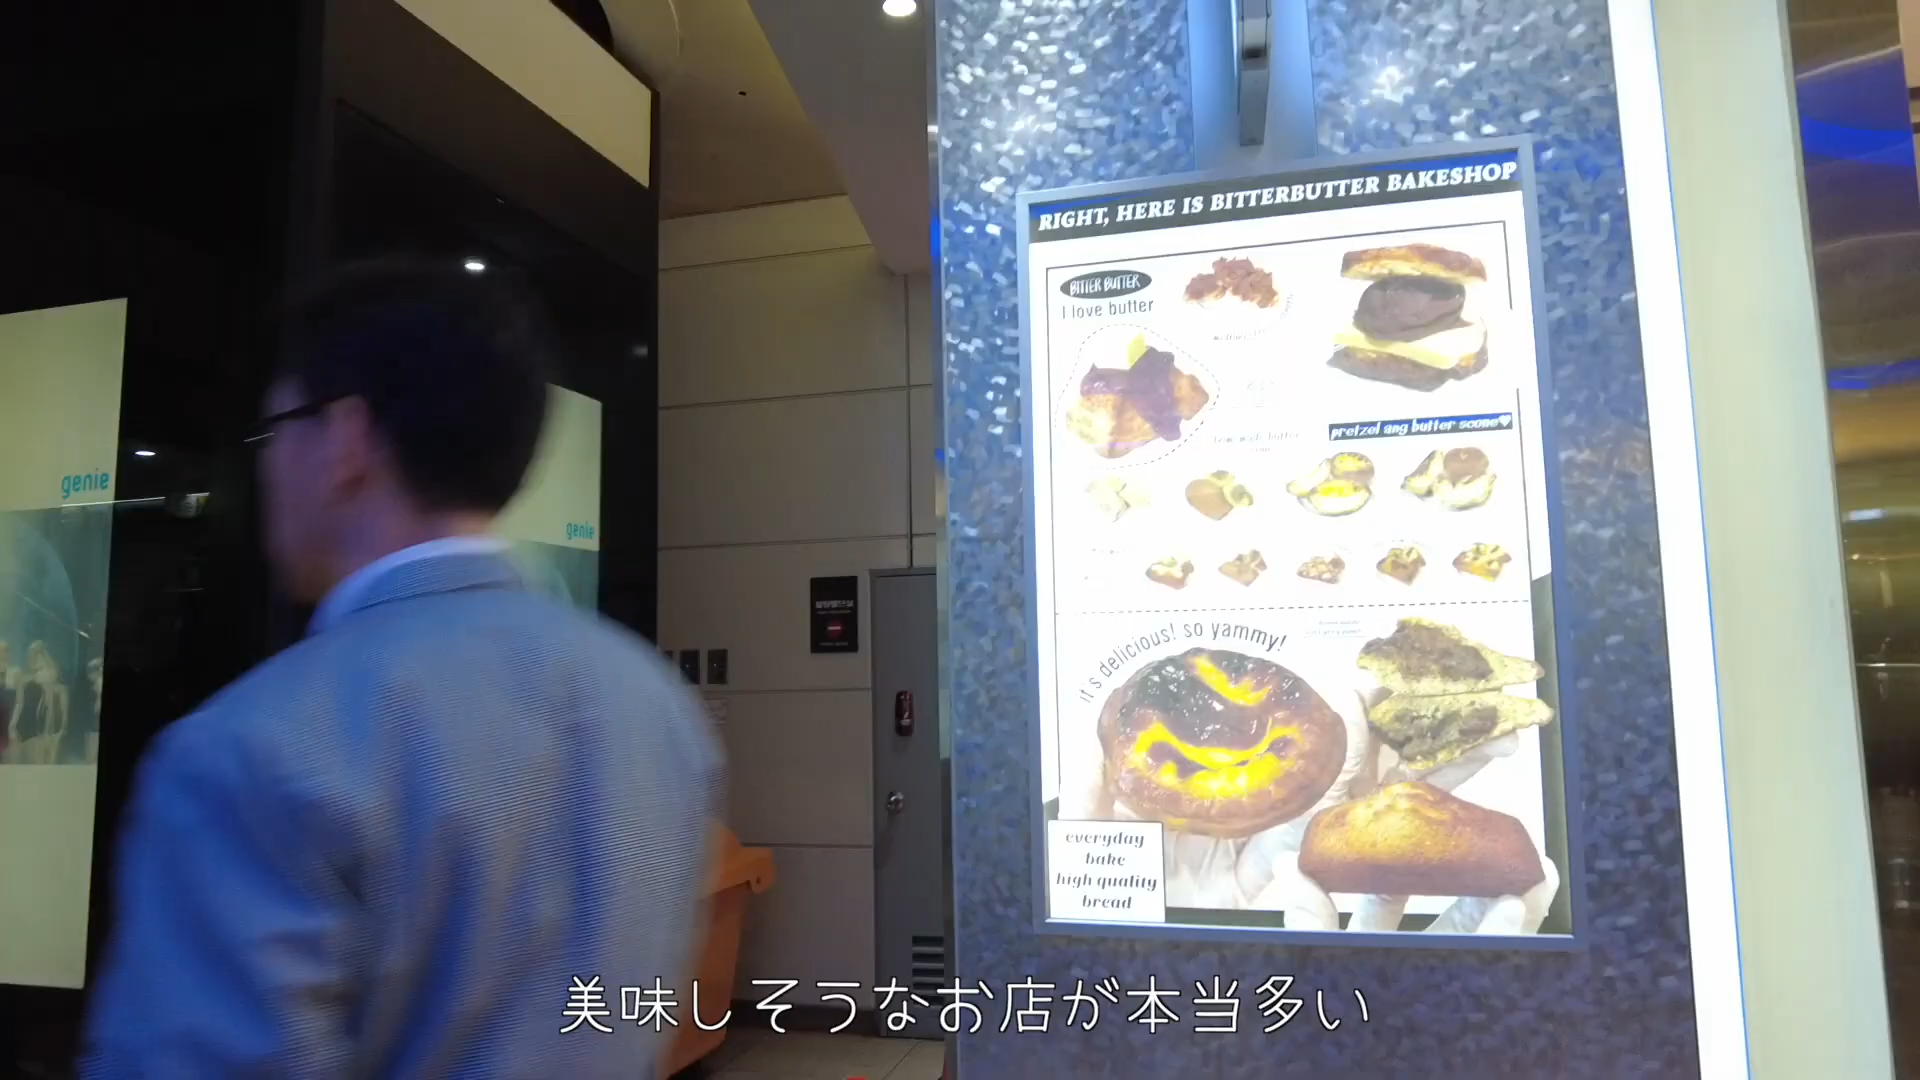 RIGHT, HERE IS BITTERBUTTER BAKESHOP
BITTER BUTTER
I love butter
pretzel ang butter scone♥
it's delicious! so yammy!
everyday
bake
high quality
bread
genie
genie
美味しそうなお店が本当多い